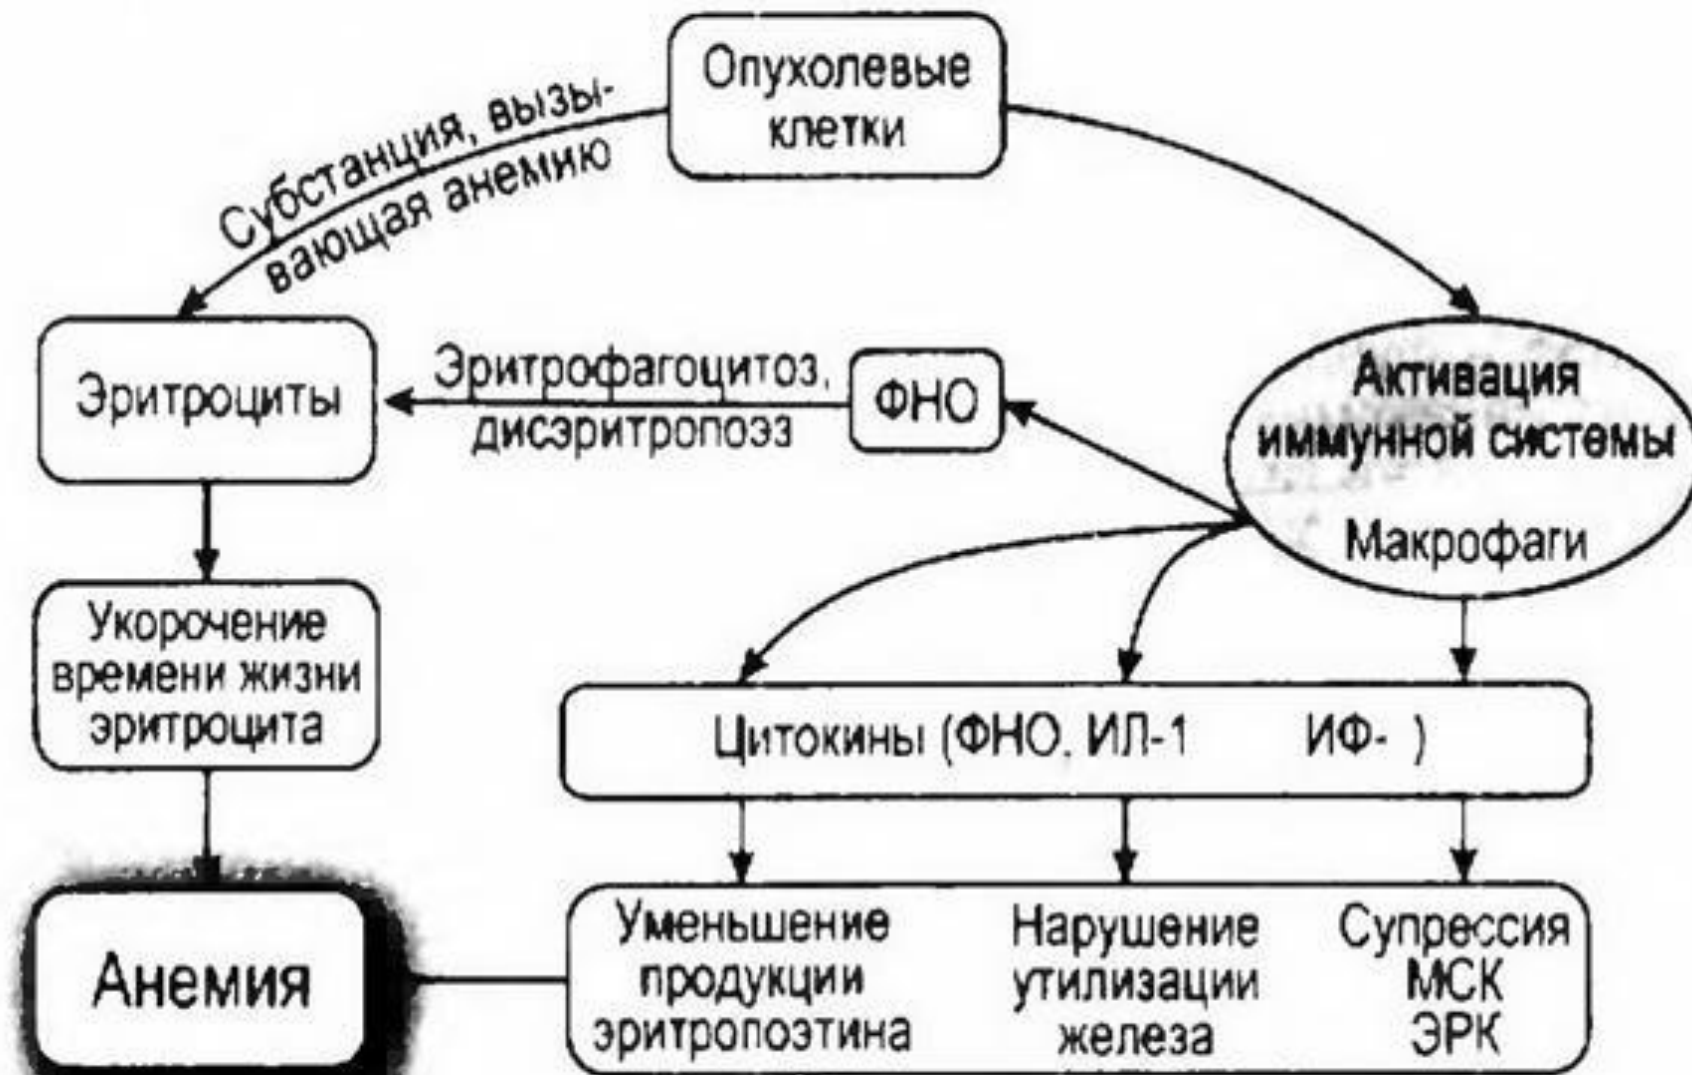 Опухолевые
клетки
Субстанция, вызы-
вающая анемию
Эритроциты
Эритрофагоцитоз,
дисэритропоэз
ФНО
Активация
иммунной системы
Макрофаги
Укорочение
времени жизни
эритроцита
Цитокины (ФНО, ИЛ-1 ИФ- )
Анемия
Уменьшение
продукции
эритропоэтина
Нарушение
утилизации
железа
Супрессия
МСК
ЭРК